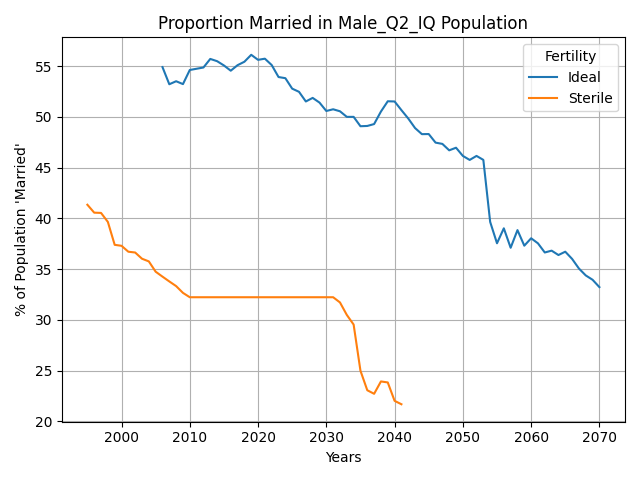 Proportion Married in Male_Q2_IQ Population
% of Population 'Married'
55
50
45
40
35
30
25
20
Fertility
Ideal
Sterile
2000 2010 2020 2030 2040 2050 2060 2070
Years